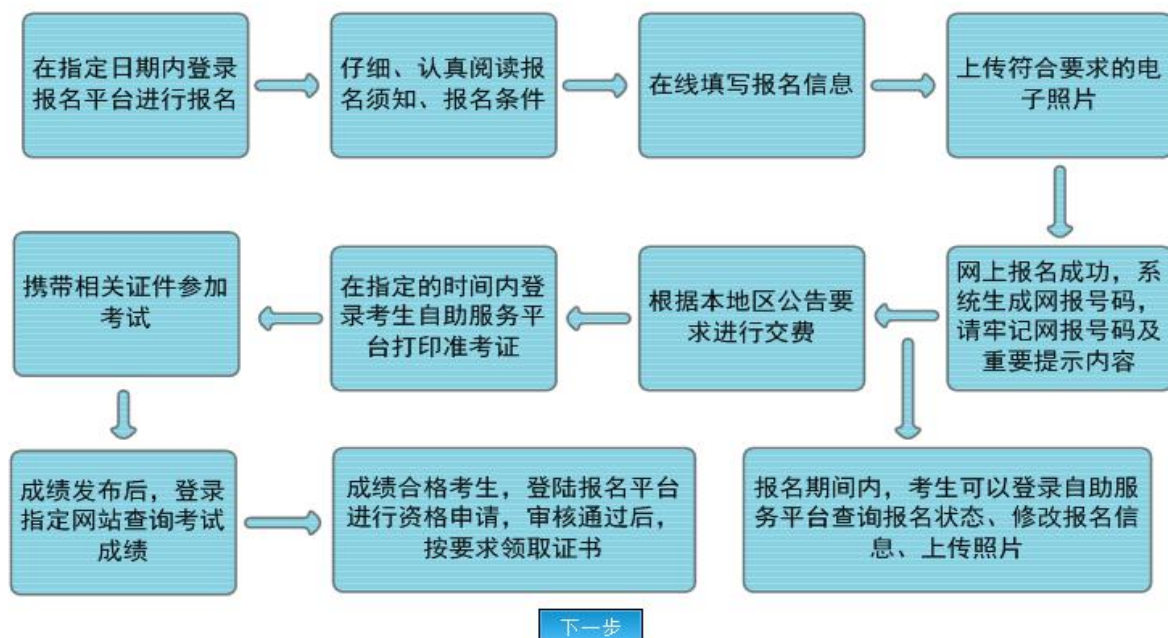 在指定日期内登录
报名平台进行报名
仔细、认真阅读报
名须知、报名条件
在线填写报名信息
上传符合要求的电
子照片
网上报名成功，系
统生成网报号码，
请牢记网报号码及
重要提示内容
根据本地区公告要
求进行交费
在指定的时间内登
录考生自助服务平
台打印准考证
携带相关证件参加
考试
成绩发布后，登录
指定网站查询考试
成绩
成绩合格考生，登陆报名平台
进行资格申请，审核通过后，
按要求领取证书
报名期间内，考生可以登录自助服
务平台查询报名状态、修改报名信
息、上传照片
下一步